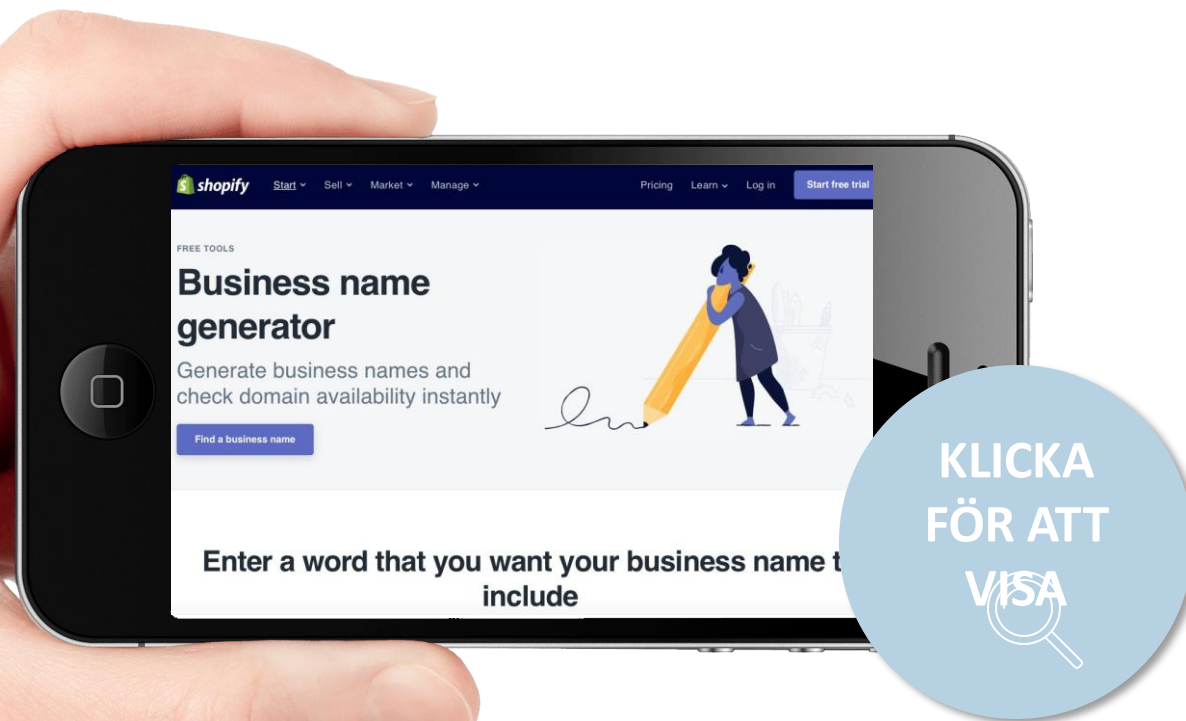 shopify Start Sell Market Manage Pricing Learn Log in Start free trial
FREE TOOLS
Business name
generator
Generate business names and
check domain availability instantly
Find a business name
Enter a word that you want your business name t
include
KLICKA
FÖR ATT
VISA